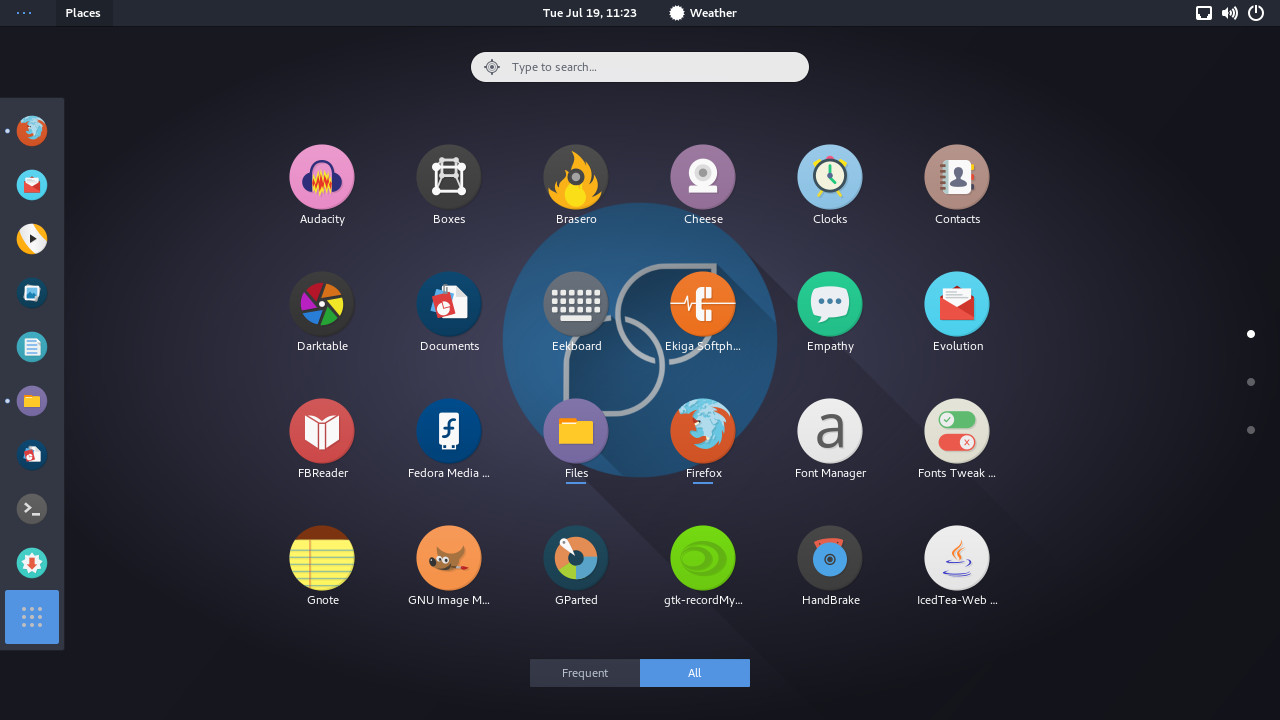 Places
Tue Jul 19, 11:23
Weather
Type to search...
Audacity
Boxes
Brasero
Cheese
Clocks
Contacts
Darktable
Documents
Eekboard
Ekiga Softph...
Empathy
Evolution
FBReader
Fedora Media ...
Files
Firefox
a
Font Manager
Fonts Tweak ...
Gnote
GNU Image M...
GParted
gtk-recordMy...
HandBrake
IcedTea-Web ...
Frequent
All